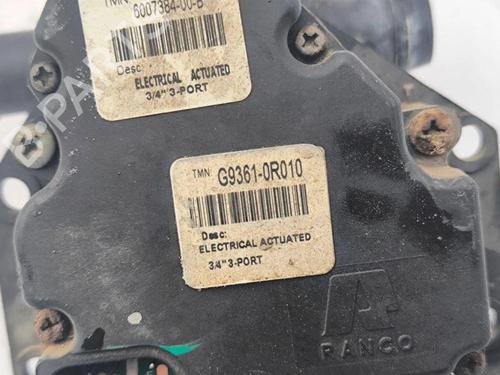 TMN 6007384-00-B
Desc:
ELECTRICAL ACTUATED
3/4" 3-PORT
TMN G9361-0R010
Desc:
ELECTRICAL ACTUATED
3/4" 3-PORT
RANCO